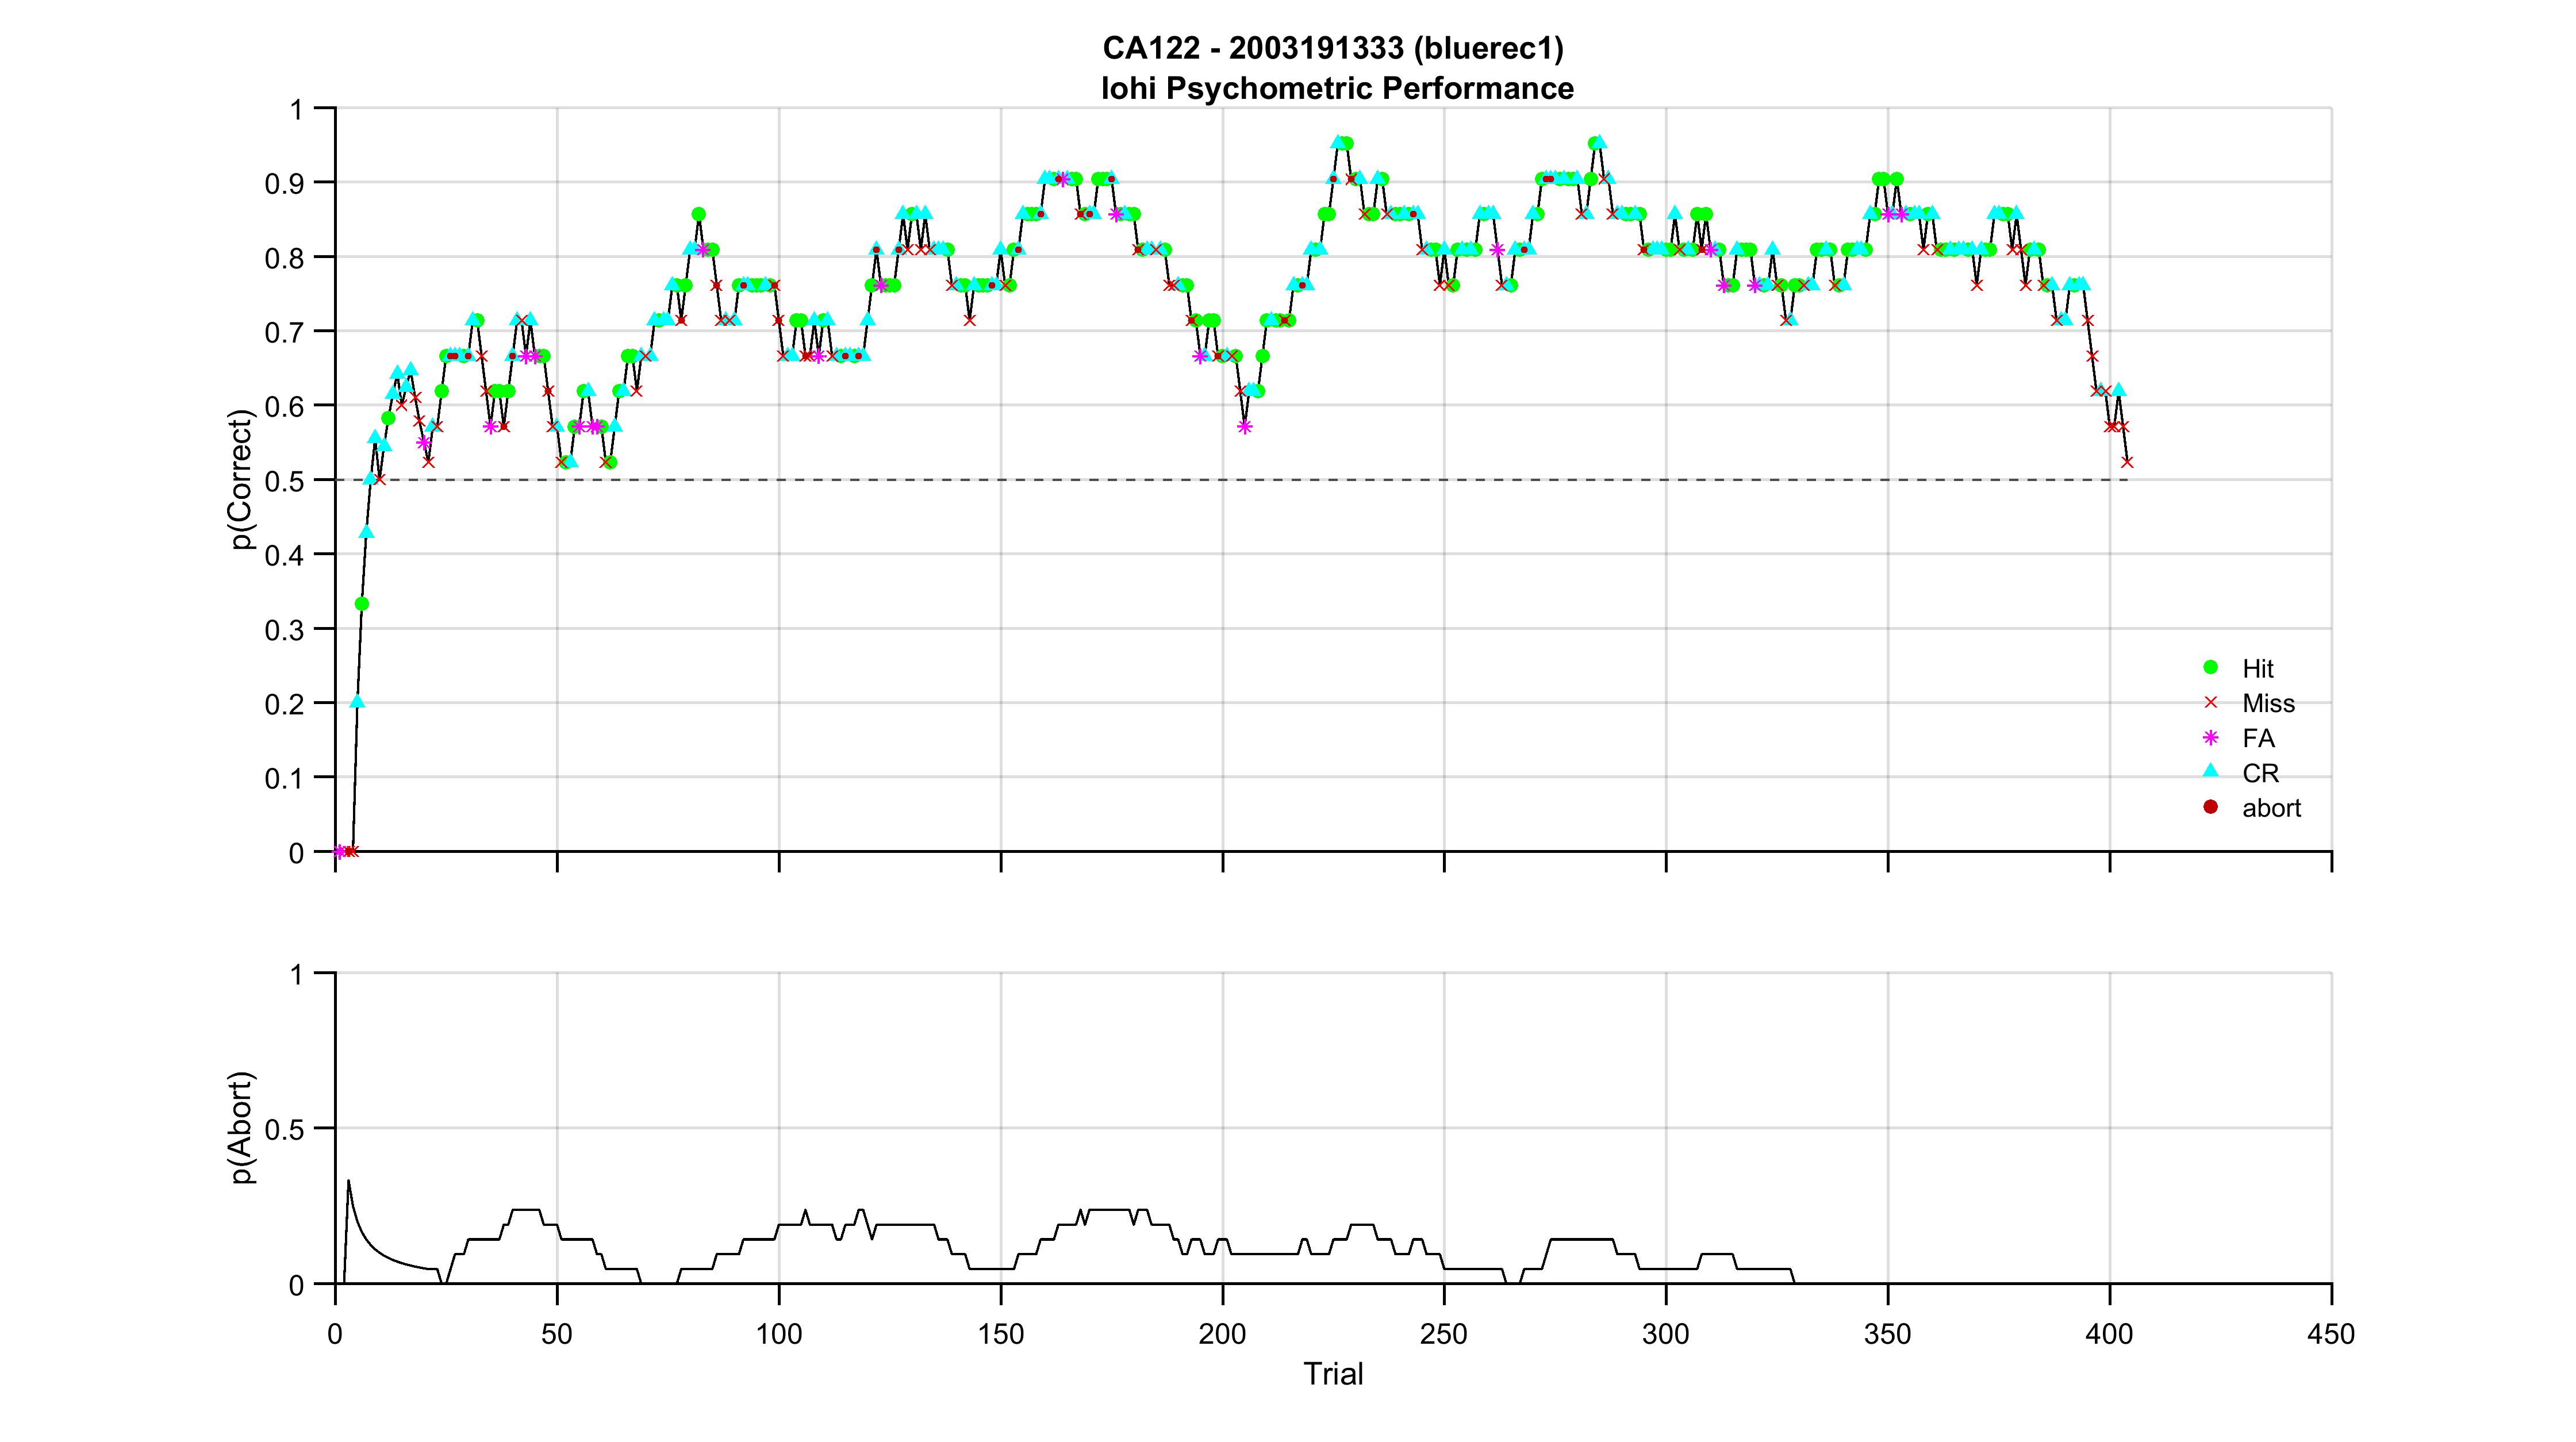 CA122 - 2003191333 (bluerec1)
lohi Psychometric Performance
p(Correct)
1
0.9
0.8
0.7
0.6
0.5
0.4
0.3
0.2
0.1
0
Hit
Miss
FA
CR
abort
p(Abort)
1
0.5
0
0 50 100 150 200 250 300 350 400 450
Trial